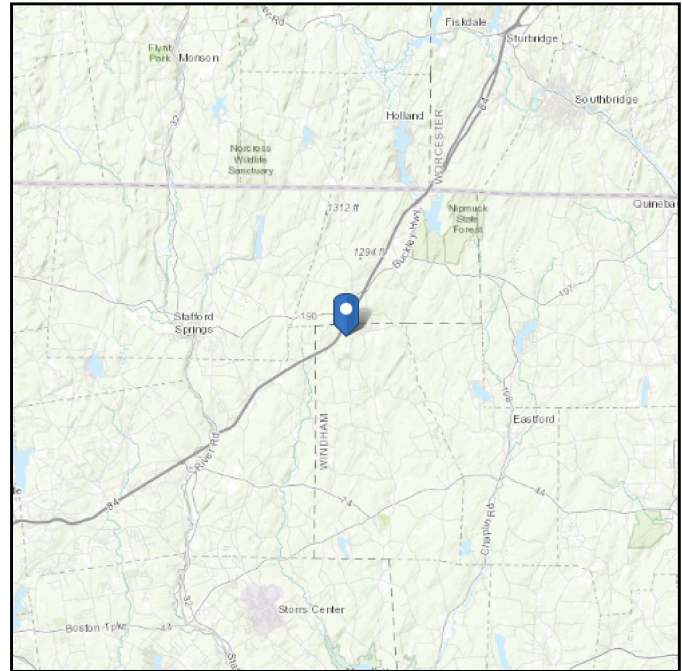 Fiskdale
Sturbridge
Flynt
Park
Monson
84
Southbridge
Holland
32
WORCESTER
Norcross
Wildlife
Sanctuary
Quineba
1312 ft
Nipmuck
State
Forest
Buckley Hwy
1294 ft
197
Stafford
Springs
190
198
Eastford
WINDHAM
River Rd
84
74
44
Chaplin Rd
32
Storrs Center
Boston Tpke
44